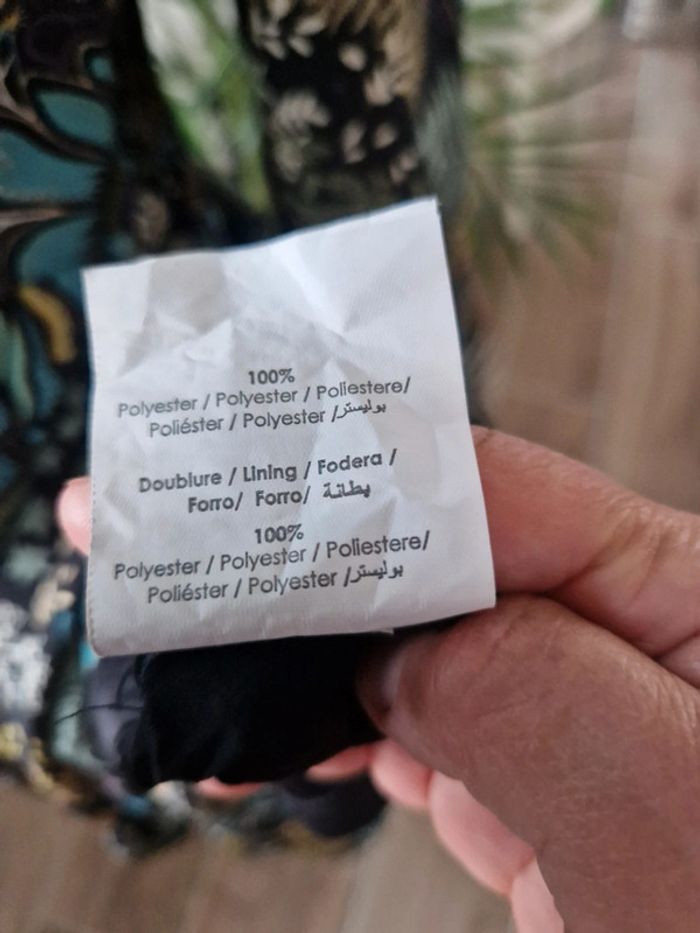 100%
Polyester / Polyester / Poliestere/
Poliéster / Polyester /بوليستر
Doublure / Lining / Fodera /
Forro/ Forro/ بطانة
100%
Polyester / Polyester / Poliestere/
Poliéster / Polyester /بوليستر